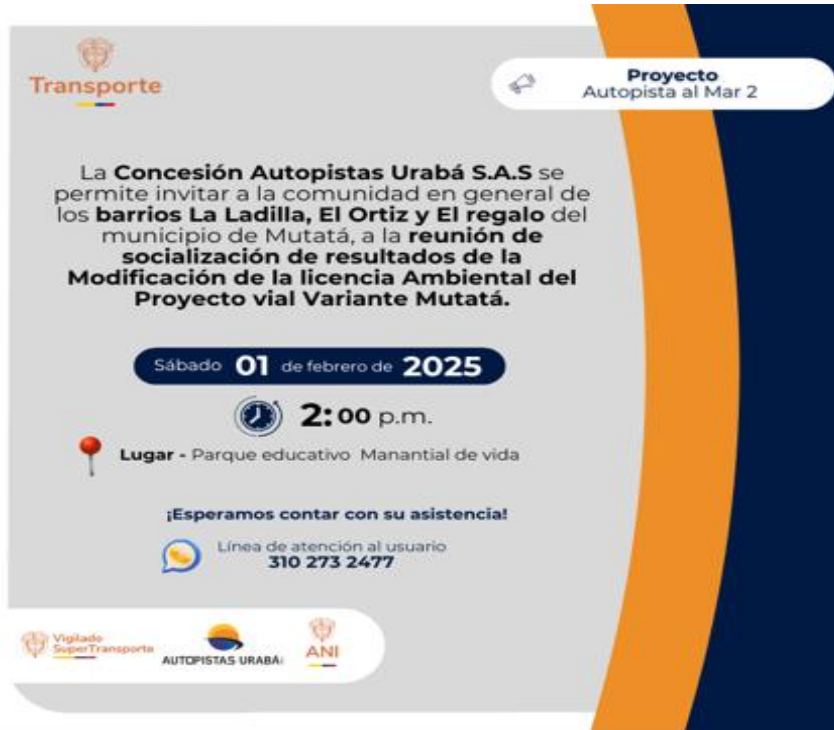 Transporte
Proyecto
Autopista al Mar 2
La Concesión Autopistas Urabá S.A.S se
permite invitar a la comunidad en general de
los barrios La Ladilla, El Ortiz y El regalo del
municipio de Mutatá, a la reunión de
socialización de resultados de la
Modificación de la licencia Ambiental del
Proyecto vial Variante Mutatá.
Sábado 01 de febrero de 2025
2:00 p.m.
Lugar - Parque educativo Manantial de vida
¡Esperamos contar con su asistencia!
Línea de atención al usuario
310 273 2477
Vigilado
SuperTransporte
AUTOPISTAS URABÁ
ANI